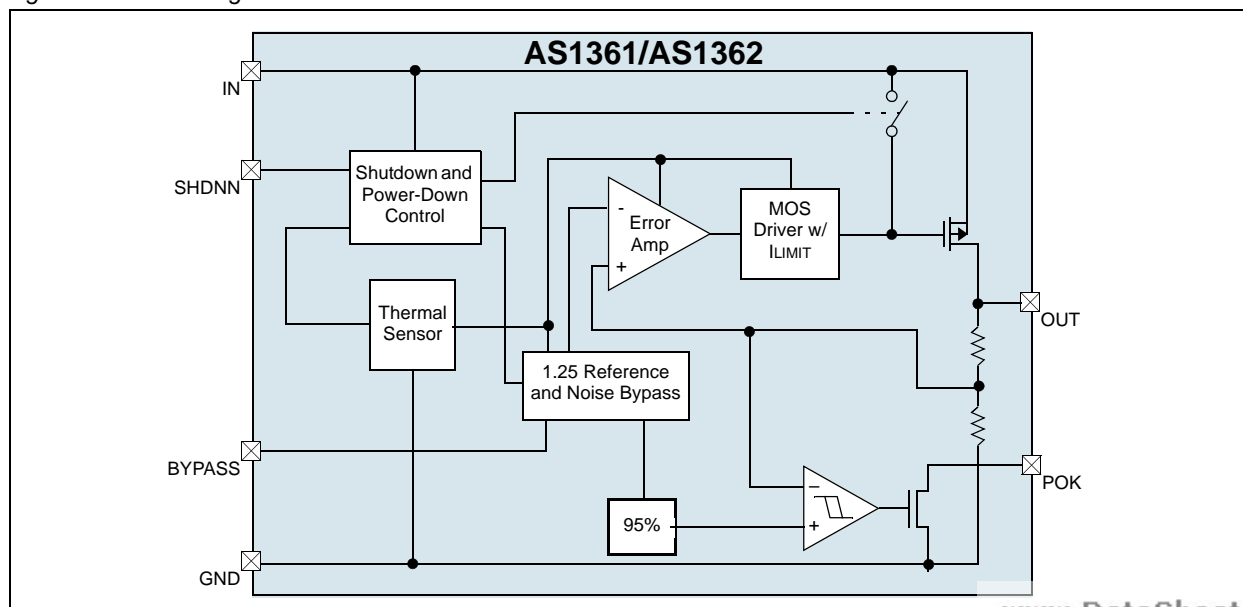 AS1361/AS1362
IN
SHDNN
Shutdown and
Power-Down
Control
-
Error
Amp
+
MOS
Driver w/
ILIMIT
Thermal
Sensor
OUT
1.25 Reference
and Noise Bypass
BYPASS
POK
–
+
95%
GND